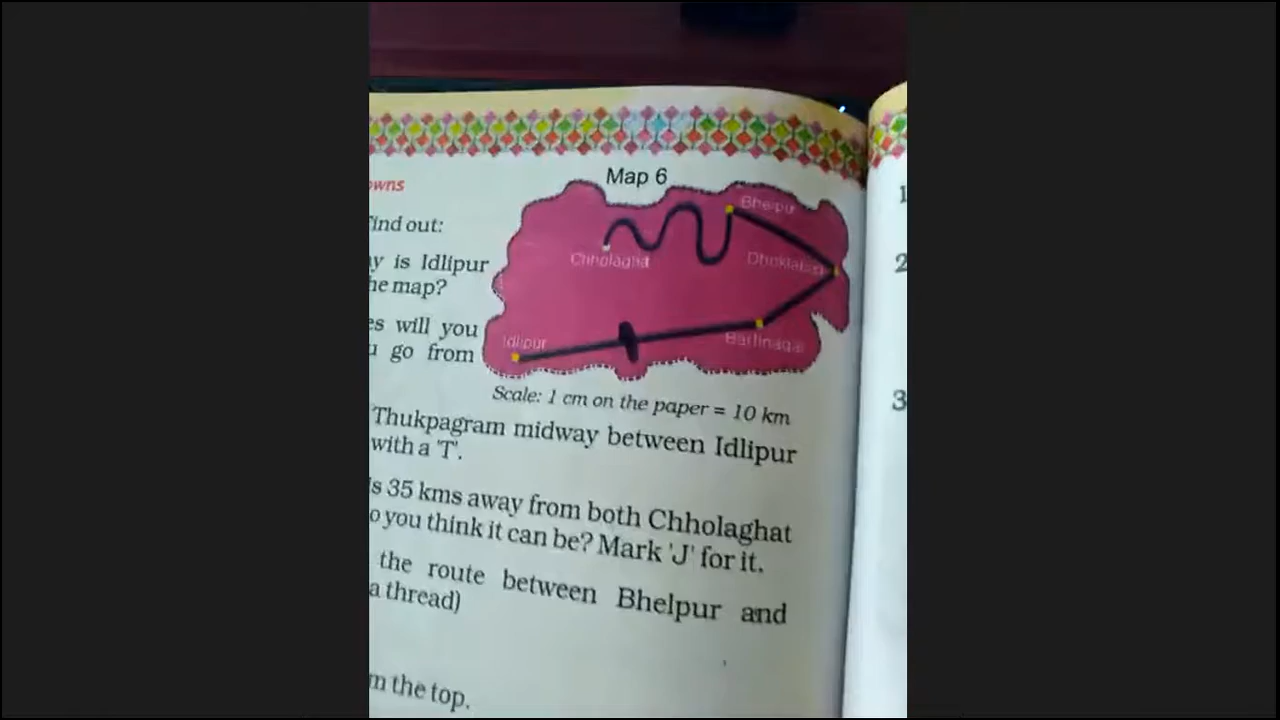 Map 6
owns
Find out:
Bhelpur
Chholaghat
Dhoklabad
y is Idlipur
he map?
es will you
u go from
Idlipur
Barfinagar
Scale: 1 cm on the paper = 10 km
Thukpagram midway between Idlipur
with a 'T'.
is 35 kms away from both Chholaghat
o you think it can be? Mark 'J' for it.
the route between Bhelpur and
a thread)
m the top.
1
2
3